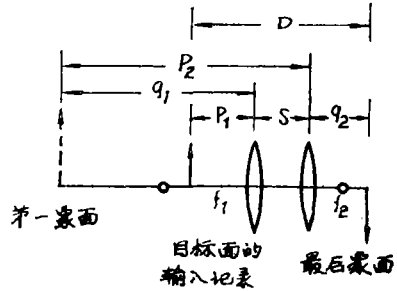 D
P₂
q₁
P₁ S q₂
f₁ f₂
第一象面
目标面的
输入记录
最后象面